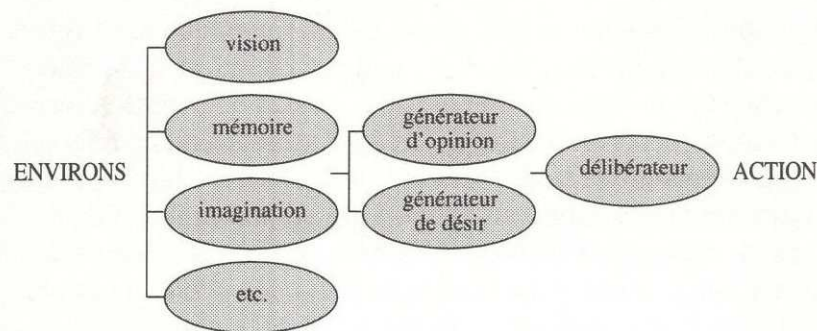 ENVIRONS
vision
mémoire
imagination
etc.
générateur
d'opinion
générateur
de désir
délibérateur
ACTION